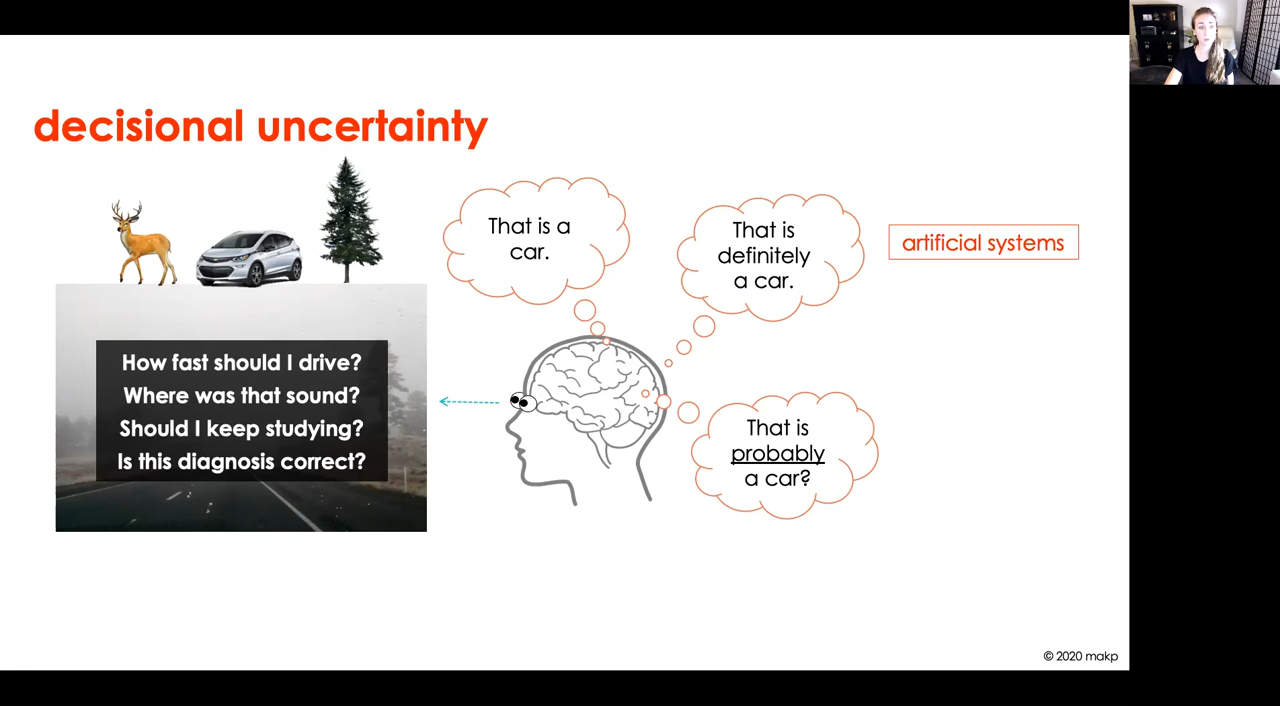 decisional uncertainty
That is a
car.
That is
definitely
a car.
artificial systems
How fast should I drive?
Where was that sound?
Should I keep studying?
Is this diagnosis correct?
That is
probably
a car?
© 2020 makp